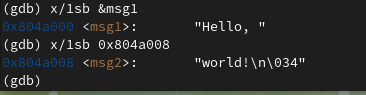 (gdb) x/1sb &msg1
0x804a000 <msg1>: "Hello, "
(gdb) x/1sb 0x804a008
0x804a008 <msg2>: "world!\n\034"
(gdb)